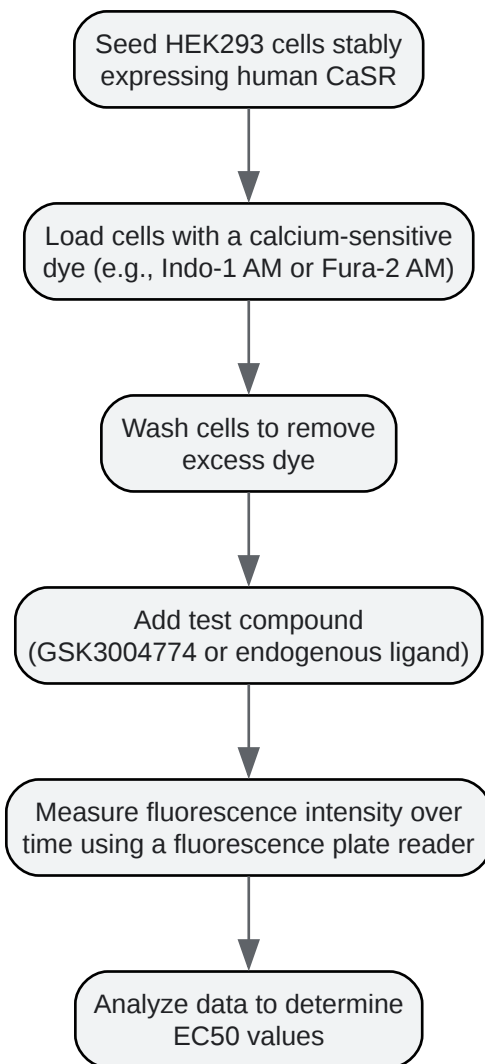 Seed HEK293 cells stably
expressing human CaSR
Load cells with a calcium-sensitive
dye (e.g., Indo-1 AM or Fura-2 AM)
Wash cells to remove
excess dye
Add test compound
(GSK3004774 or endogenous ligand)
Measure fluorescence intensity over
time using a fluorescence plate reader
Analyze data to determine
EC50 values